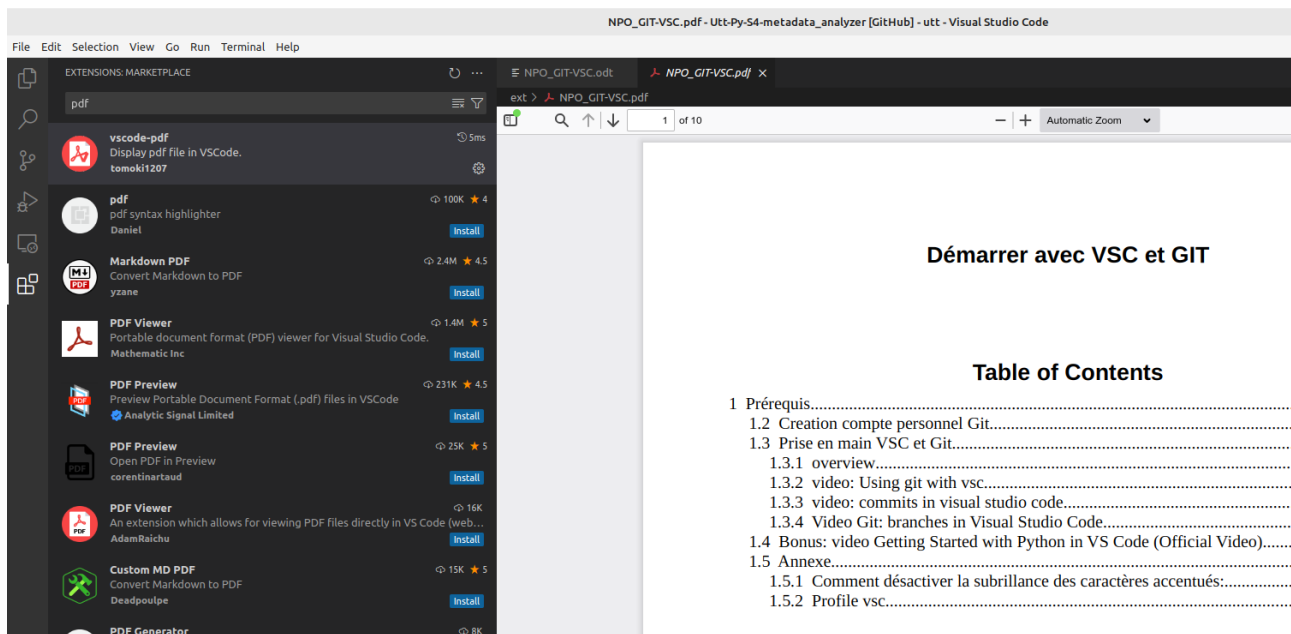 NPO_GIT-VSC.pdf - Utt-Py-S4-metadata_analyzer [GitHub] - utt - Visual Studio Code
File Edit Selection View Go Run Terminal Help
EXTENSIONS: MARKETPLACE
pdf
vscode-pdf
5ms
Display pdf file in VSCode.
tomoki1207
pdf
100K ★ 4
pdf syntax highlighter
Daniel
Install
Markdown PDF
2.4M ★ 4.5
Convert Markdown to PDF
yzane
Install
PDF Viewer
1.4M ★ 5
Portable document format (PDF) viewer for Visual Studio Code.
Mathematic Inc
Install
PDF Preview
231K ★ 4.5
Preview Portable Document Format (.pdf) files in VSCode
Analytic Signal Limited
Install
PDF Preview
25K ★ 5
Open PDF in Preview
corentinartaud
Install
PDF Viewer
16K
An extension which allows for viewing PDF files directly in VS Code (web...
AdamRaichu
Install
Custom MD PDF
15K ★ 5
Convert Markdown to PDF
Deadpoulpe
Install
PDF Generator
8K
NPO_GIT-VSC.odt
NPO_GIT-VSC.pdf
ext > NPO_GIT-VSC.pdf
1 of 10
Automatic Zoom
Démarrer avec VSC et GIT
Table of Contents
1 Prérequis
1.2 Creation compte personnel Git
1.3 Prise en main VSC et Git
1.3.1 overview
1.3.2 video: Using git with vsc
1.3.3 video: commits in visual studio code
1.3.4 Video Git: branches in Visual Studio Code
1.4 Bonus: video Getting Started with Python in VS Code (Official Video)
1.5 Annexe
1.5.1 Comment désactiver la subrillance des caractères accentués:
1.5.2 Profile vsc